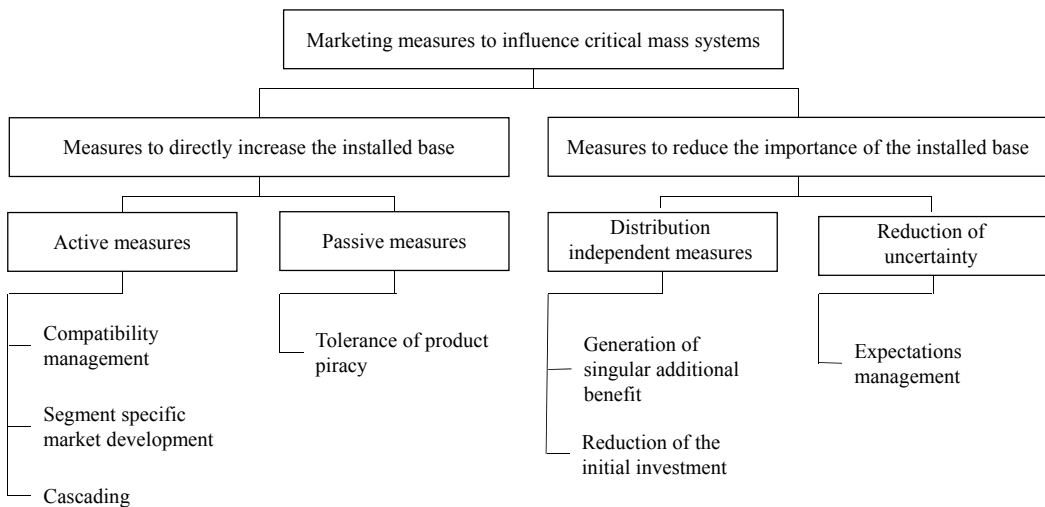 Marketing measures to influence critical mass systems
Measures to directly increase the installed base
Measures to reduce the importance of the installed base
Active measures
Passive measures
Distribution
independent measures
Reduction of
uncertainty
Compatibility
management
Segment specific
market development
Cascading
Tolerance of product
piracy
Generation of
singular additional
benefit
Reduction of the
initial investment
Expectations
management